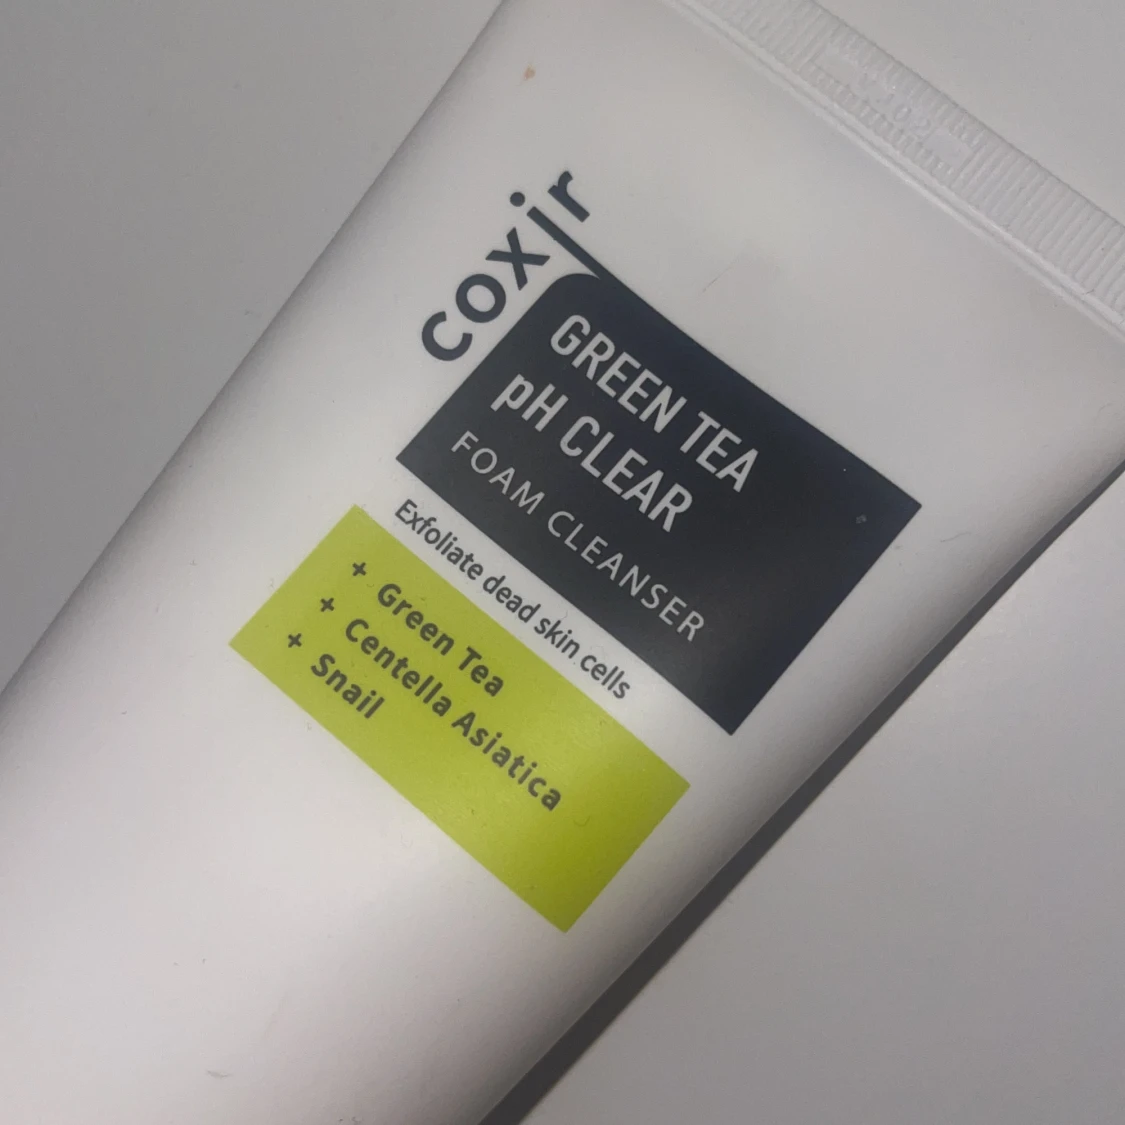 coxir
GREEN TEA
pH CLEAR
FOAM CLEANSER
Exfoliate dead skin cells
+ Green Tea
+ Centella Asiatica
+ Snail